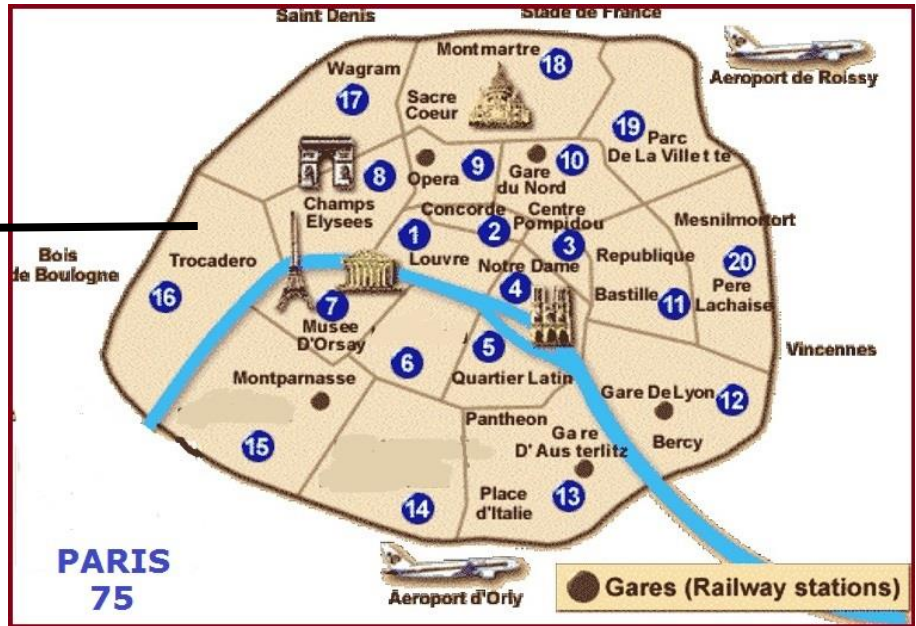 Saint Denis
Stade de France
Montmartre
18
Wagram
17
Aeroport de Roissy
Sacre
Coeur
19
Parc
De La Villette
8
Opera
9
Gare
du Nord
10
Champs
Elysees
Concorde
Centre
Pompidou
Mesnilmortort
1
2
3
Louvre
Notre Dame
Republique
Bois
de Boulogne
Trocadero
20
Pere
Lachaise
16
7
4
Bastille
11
Musee
D'Orsay
6
5
Quartier Latin
Vincennes
Montparnasse
Gare De Lyon
12
Pantheon
Gare
D'Austerlitz
Bercy
15
14
Place
d'Italie
13
PARIS
75
Aeroport d'Orly
Gares (Railway stations)